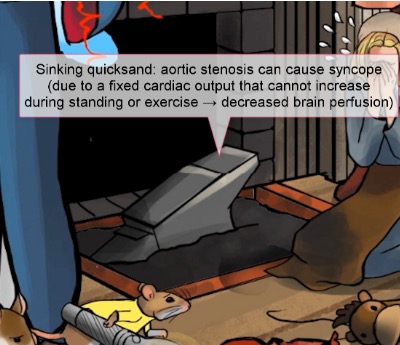 Sinking quicksand: aortic stenosis can cause syncope
(due to a fixed cardiac output that cannot increase
during standing or exercise → decreased brain perfusion)